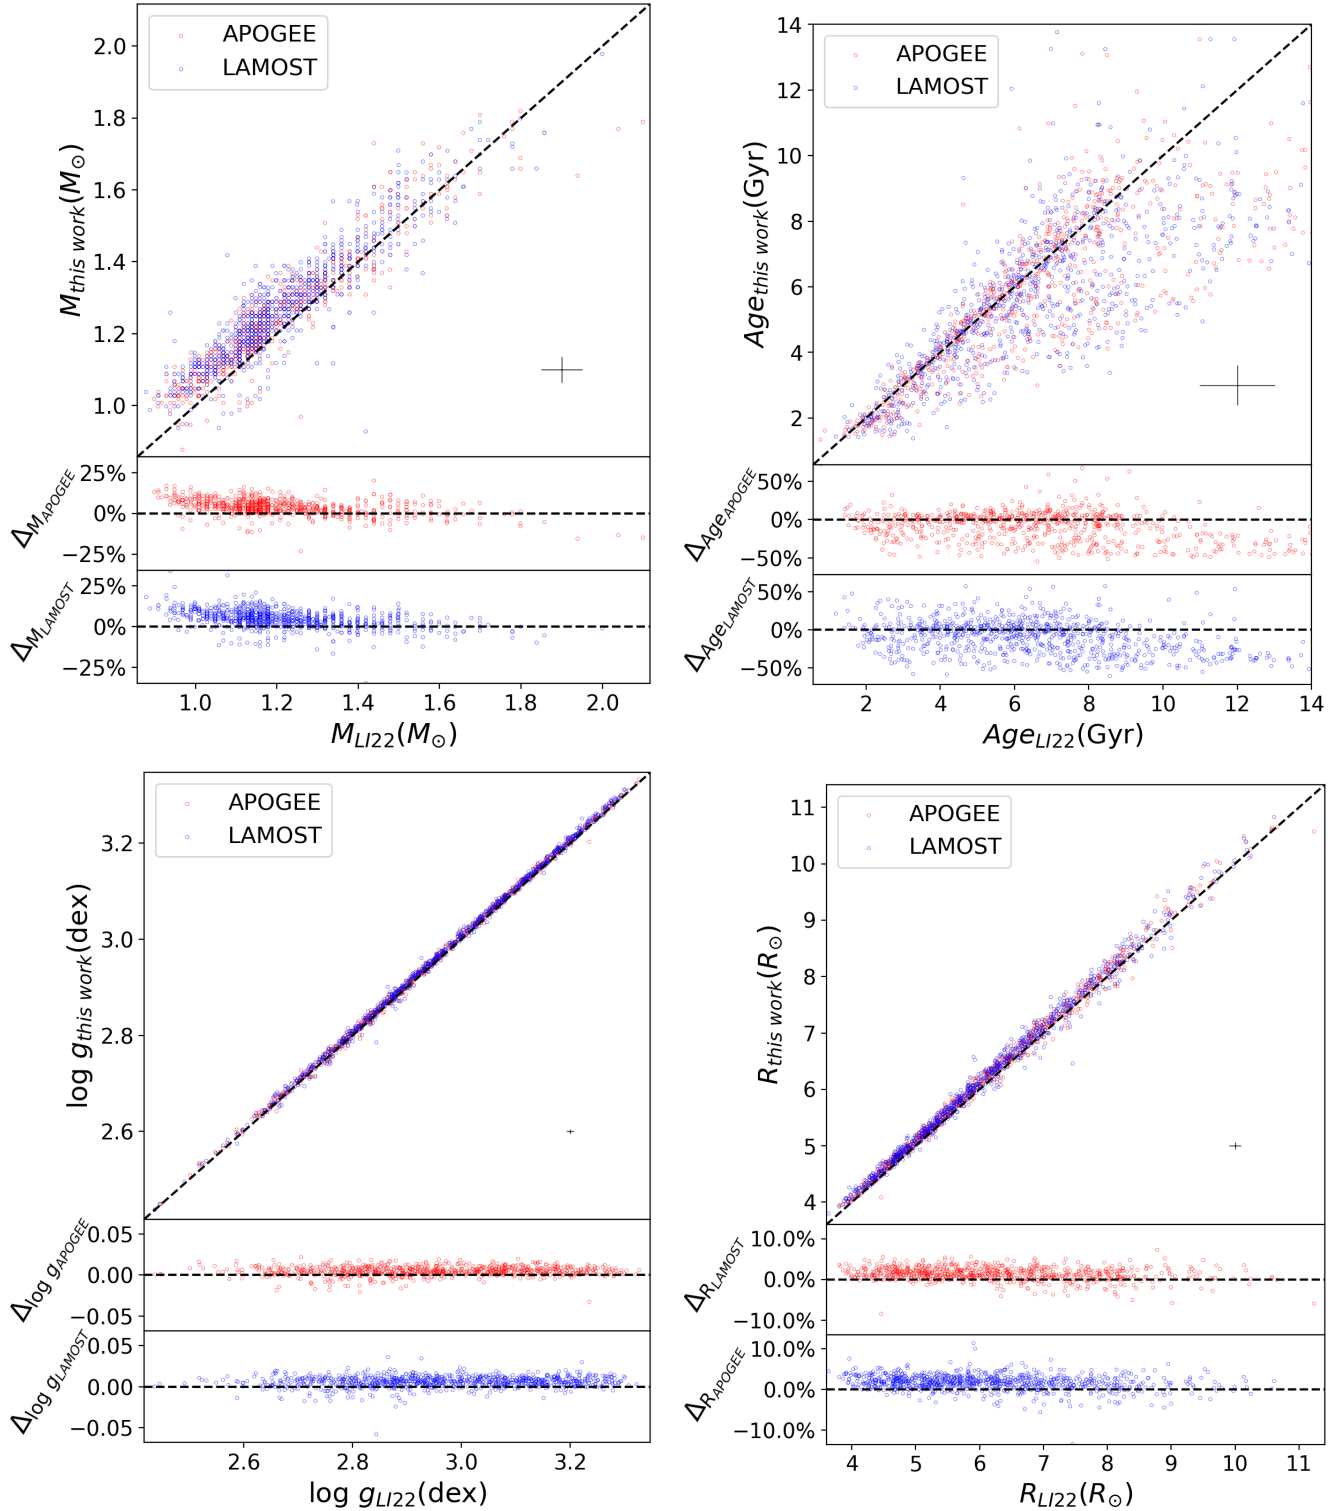 APOGEE
LAMOST
2.0
1.8
1.6
1.4
1.2
1.0
M_this work(M_⊙)
25%
0%
−25%
Δ_M_APOGEE
25%
0%
−25%
Δ_M_LAMOST
1.0 1.2 1.4 1.6 1.8 2.0
M_LI22(M_⊙)
APOGEE
LAMOST
14
12
10
8
6
4
2
Age_this work(Gyr)
50%
0%
−50%
Δ_Age_APOGEE
50%
0%
−50%
Δ_Age_LAMOST
2 4 6 8 10 12 14
Age_LI22(Gyr)
APOGEE
LAMOST
3.2
3.0
2.8
2.6
log g_this work(dex)
0.05
0.00
−0.05
Δ_log g_APOGEE
0.05
0.00
−0.05
Δ_log g_LAMOST
2.6 2.8 3.0 3.2
log g_LI22(dex)
APOGEE
LAMOST
11
10
9
8
7
6
5
4
R_this work(R_⊙)
10.0%
0.0%
−10.0%
Δ_R_LAMOST
10.0%
0.0%
−10.0%
Δ_R_APOGEE
4 5 6 7 8 9 10 11
R_LI22(R_⊙)